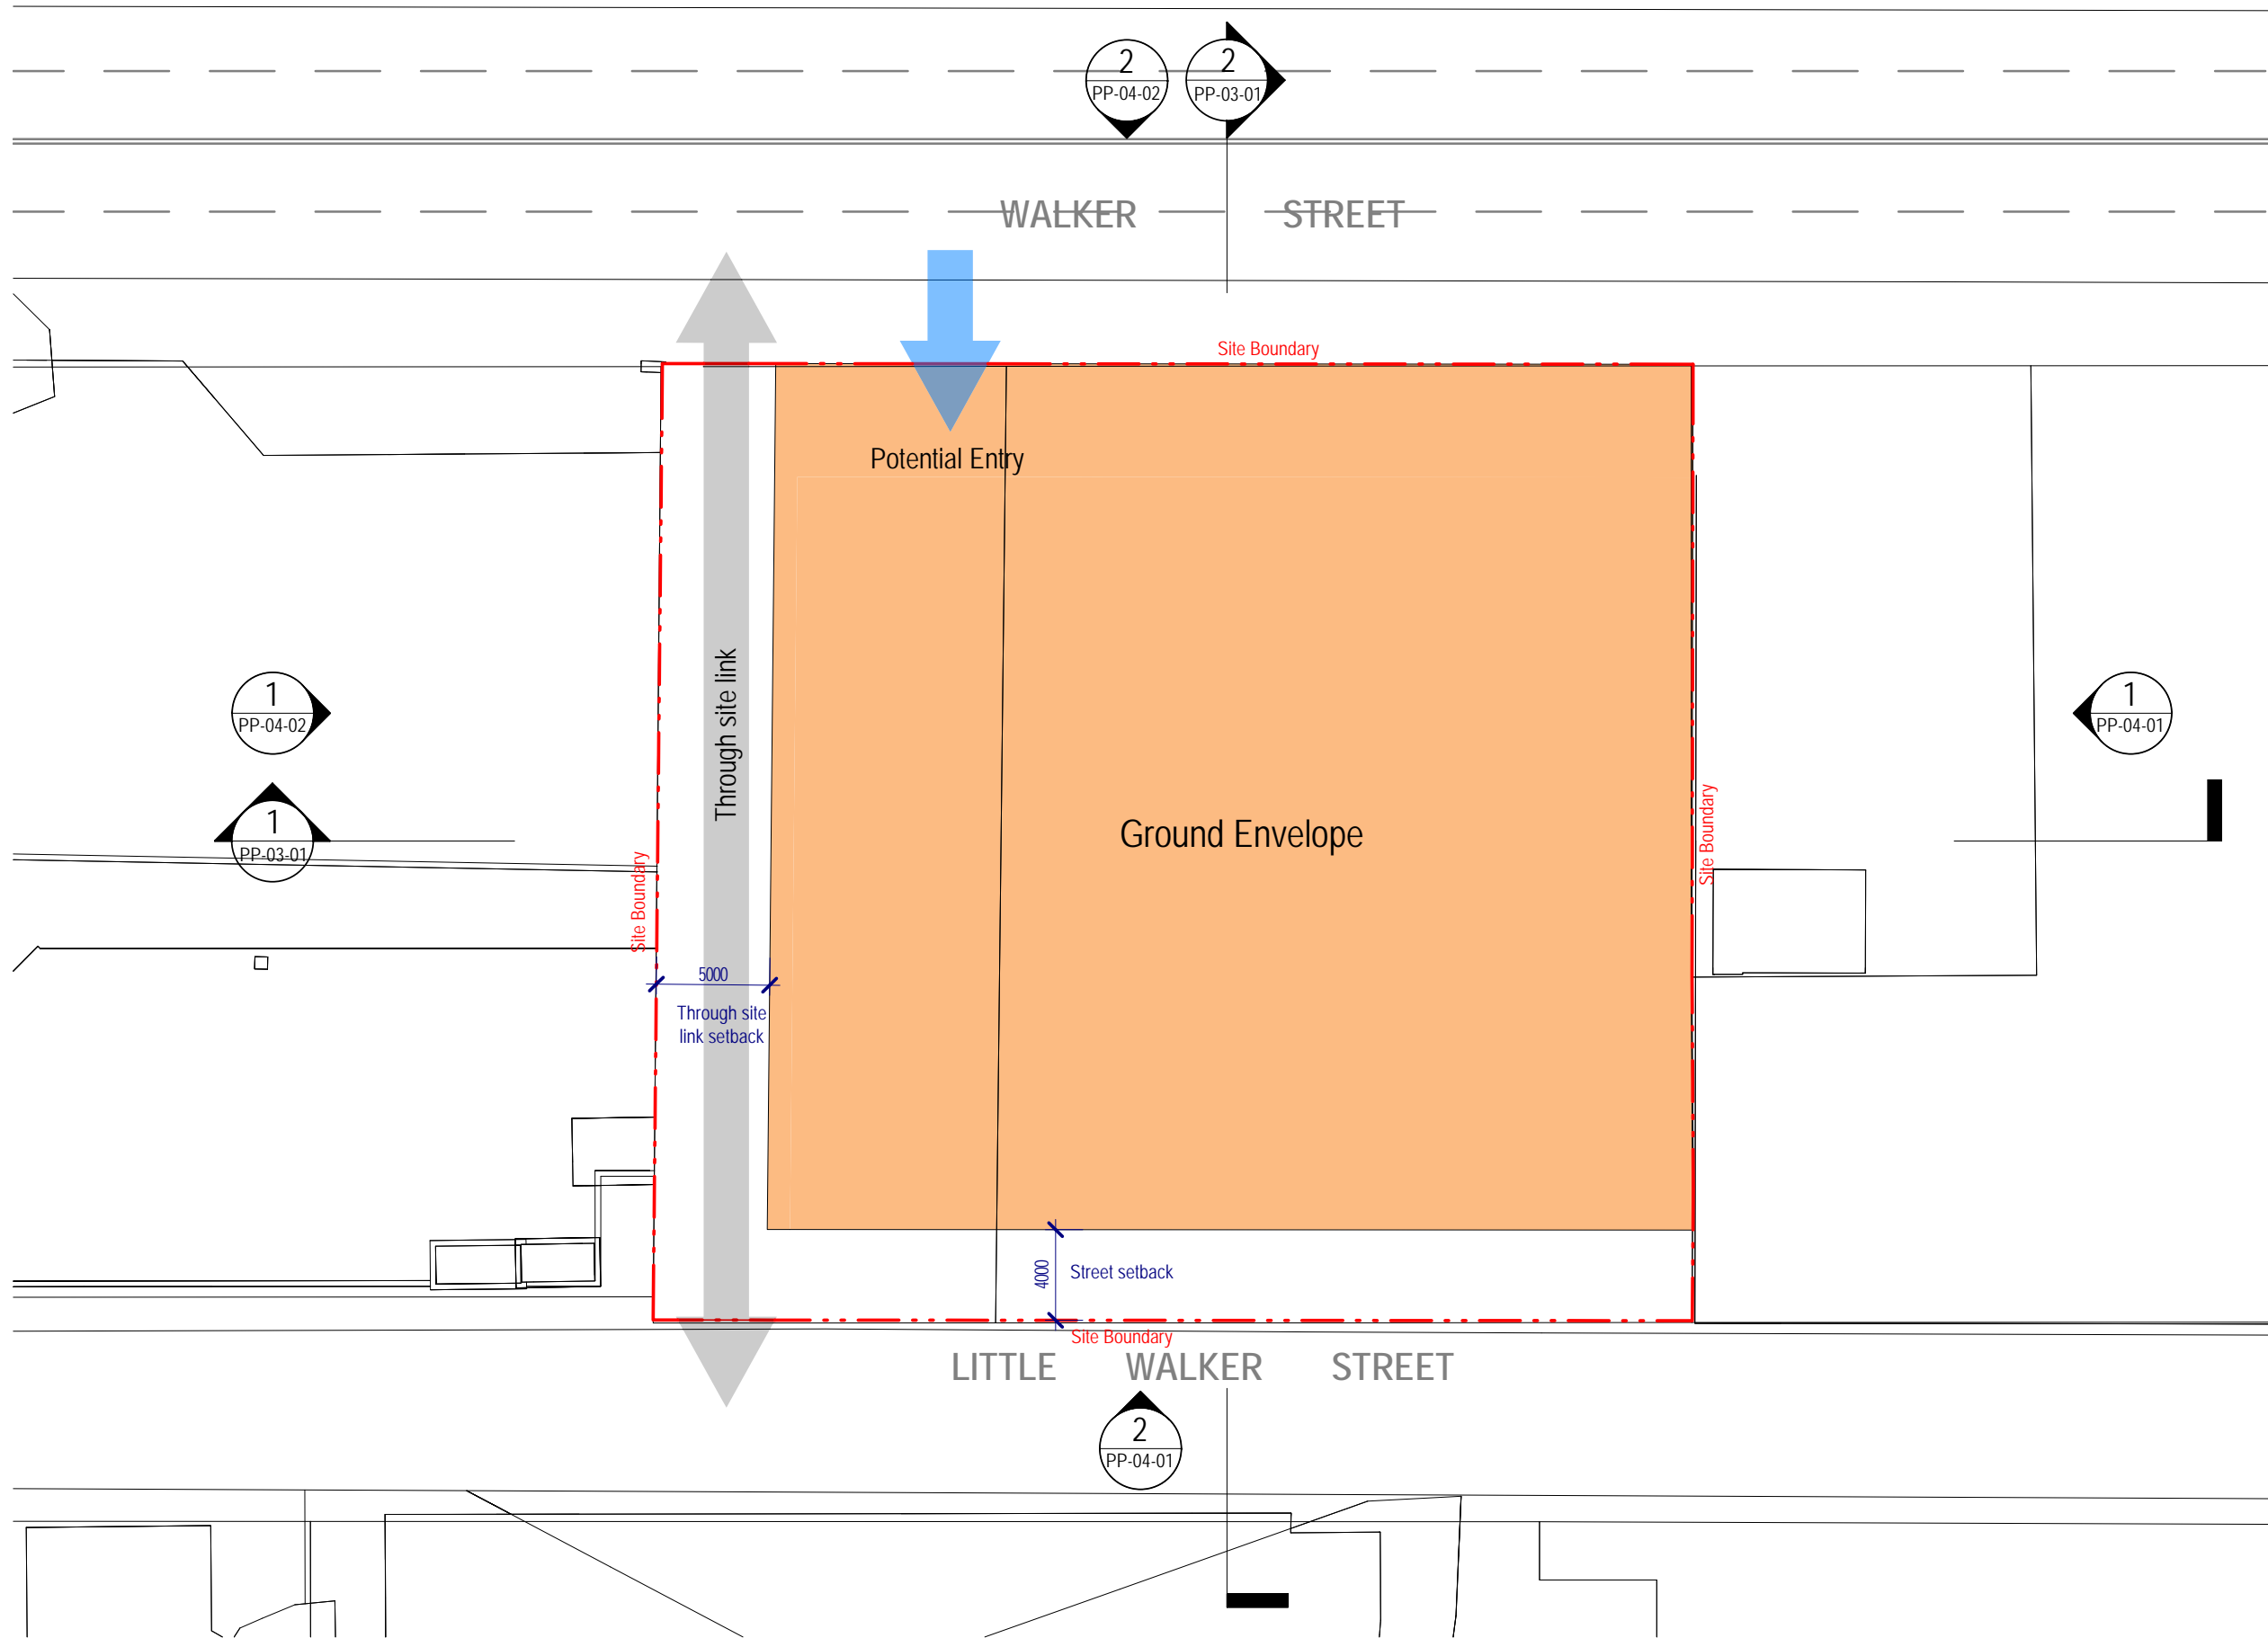 2
PP-04-02
2
PP-03-01
WALKER STREET
Site Boundary
Potential Entry
Through site link
1
PP-04-02
1
PP-04-01
Ground Envelope
Site Boundary
1
PP-03-01
Site Boundary
5000
Through site
link setback
4000
Street setback
Site Boundary
LITTLE WALKER STREET
2
PP-04-01